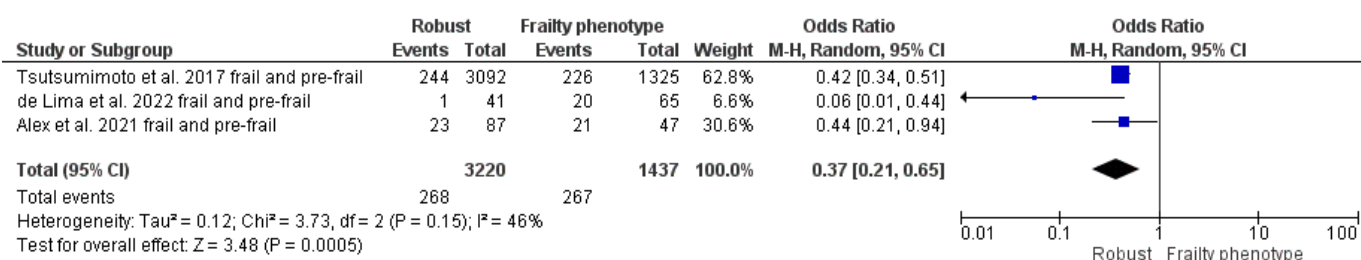 Robust Frailty phenotype Odds Ratio Odds Ratio
Study or Subgroup Events Total Events Total Weight M-H, Random, 95% CI M-H, Random, 95% CI
Tsutsumimoto et al. 2017 frail and pre-frail 244 3092 226 1325 62.8% 0.42 [0.34, 0.51]
de Lima et al. 2022 frail and pre-frail 1 41 20 65 6.6% 0.06 [0.01, 0.44]
Alex et al. 2021 frail and pre-frail 23 87 21 47 30.6% 0.44 [0.21, 0.94]
Total (95% CI) 3220 1437 100.0% 0.37 [0.21, 0.65]
Total events 268 267
Heterogeneity: Tau² = 0.12; Chi² = 3.73, df = 2 (P = 0.15); I² = 46%
Test for overall effect: Z = 3.48 (P = 0.0005)
0.01 0.1 1 10 100
Robust Frailty phenotype